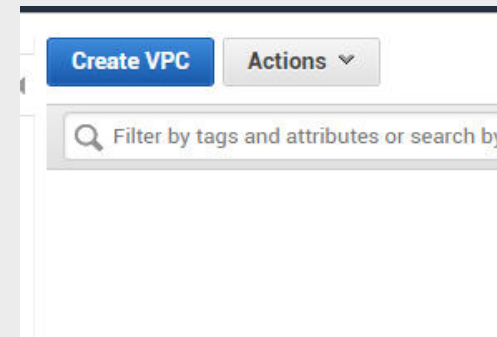 Create VPC Actions
Filter by tags and attributes or search by